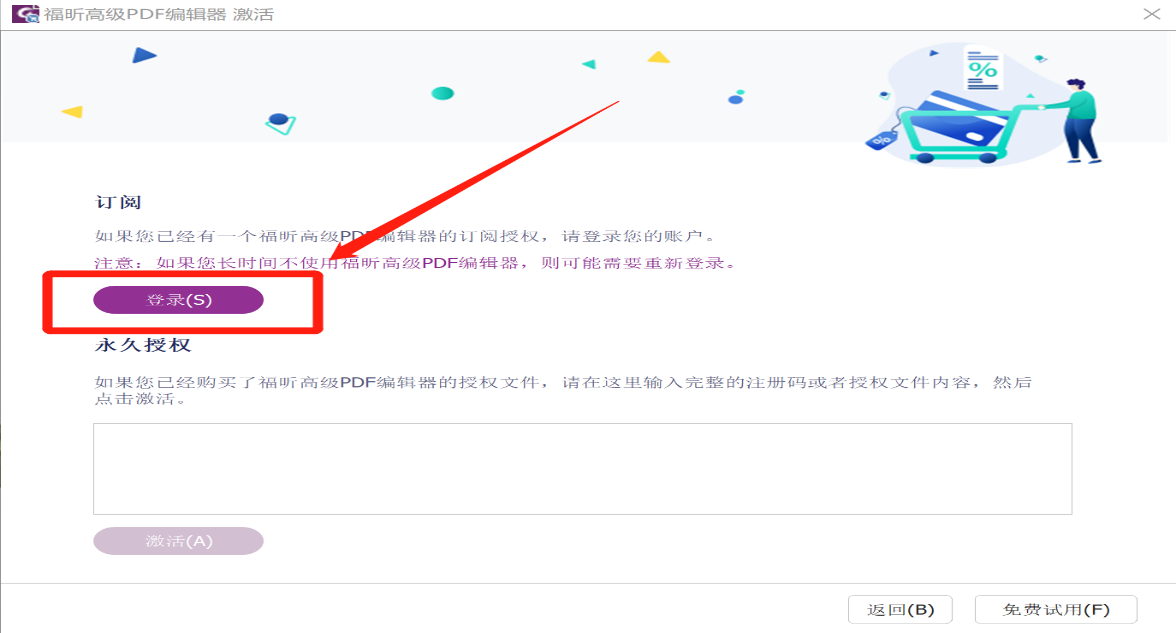 福昕高级PDF编辑器 激活
%
%
订阅
如果您已经有一个福昕高级PDF编辑器的订阅授权，请登录您的账户。
注意：如果您长时间不使用福昕高级PDF编辑器，则可能需要重新登录。
登录(S)
永久授权
如果您已经购买了福昕高级PDF编辑器的授权文件，请在这里输入完整的注册码或者授权文件内容，然后
点击激活。
激活(A)
返回(B)
免费试用(F)